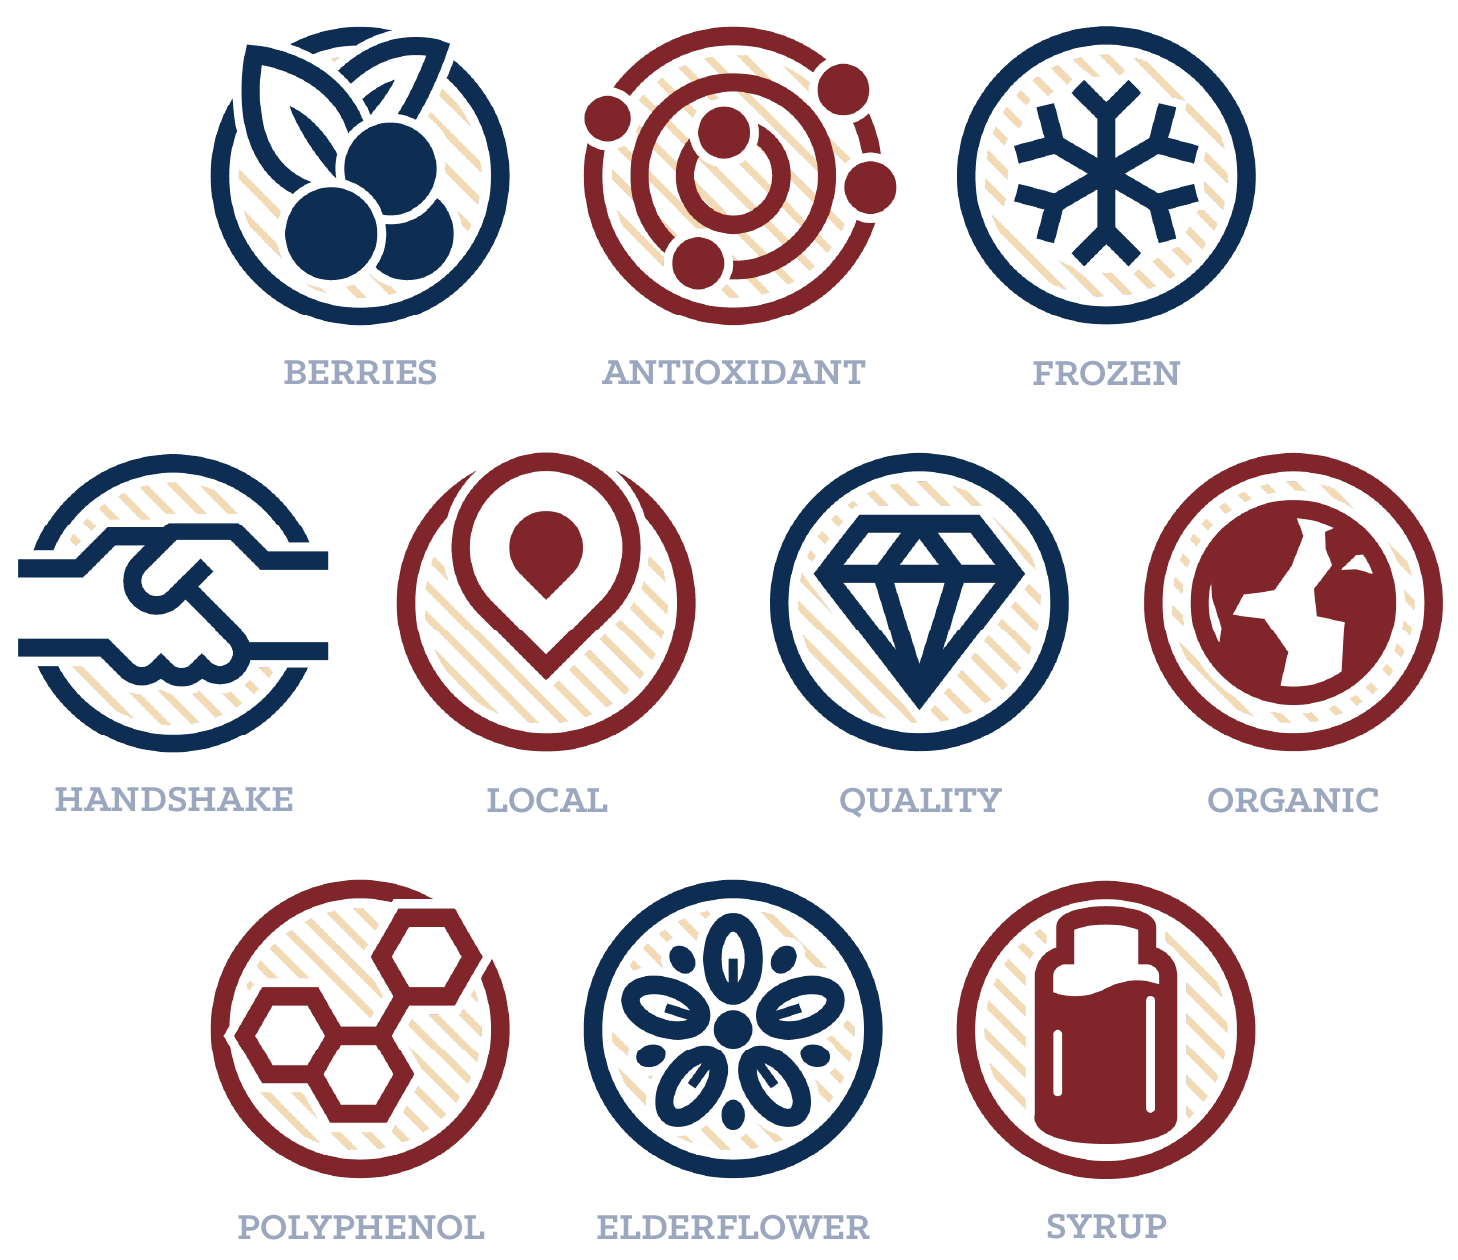 BERRIES
ANTIOXIDANT
FROZEN
HANDSHAKE
LOCAL
QUALITY
ORGANIC
POLYPHENOL
ELDERFLOWER
SYRUP